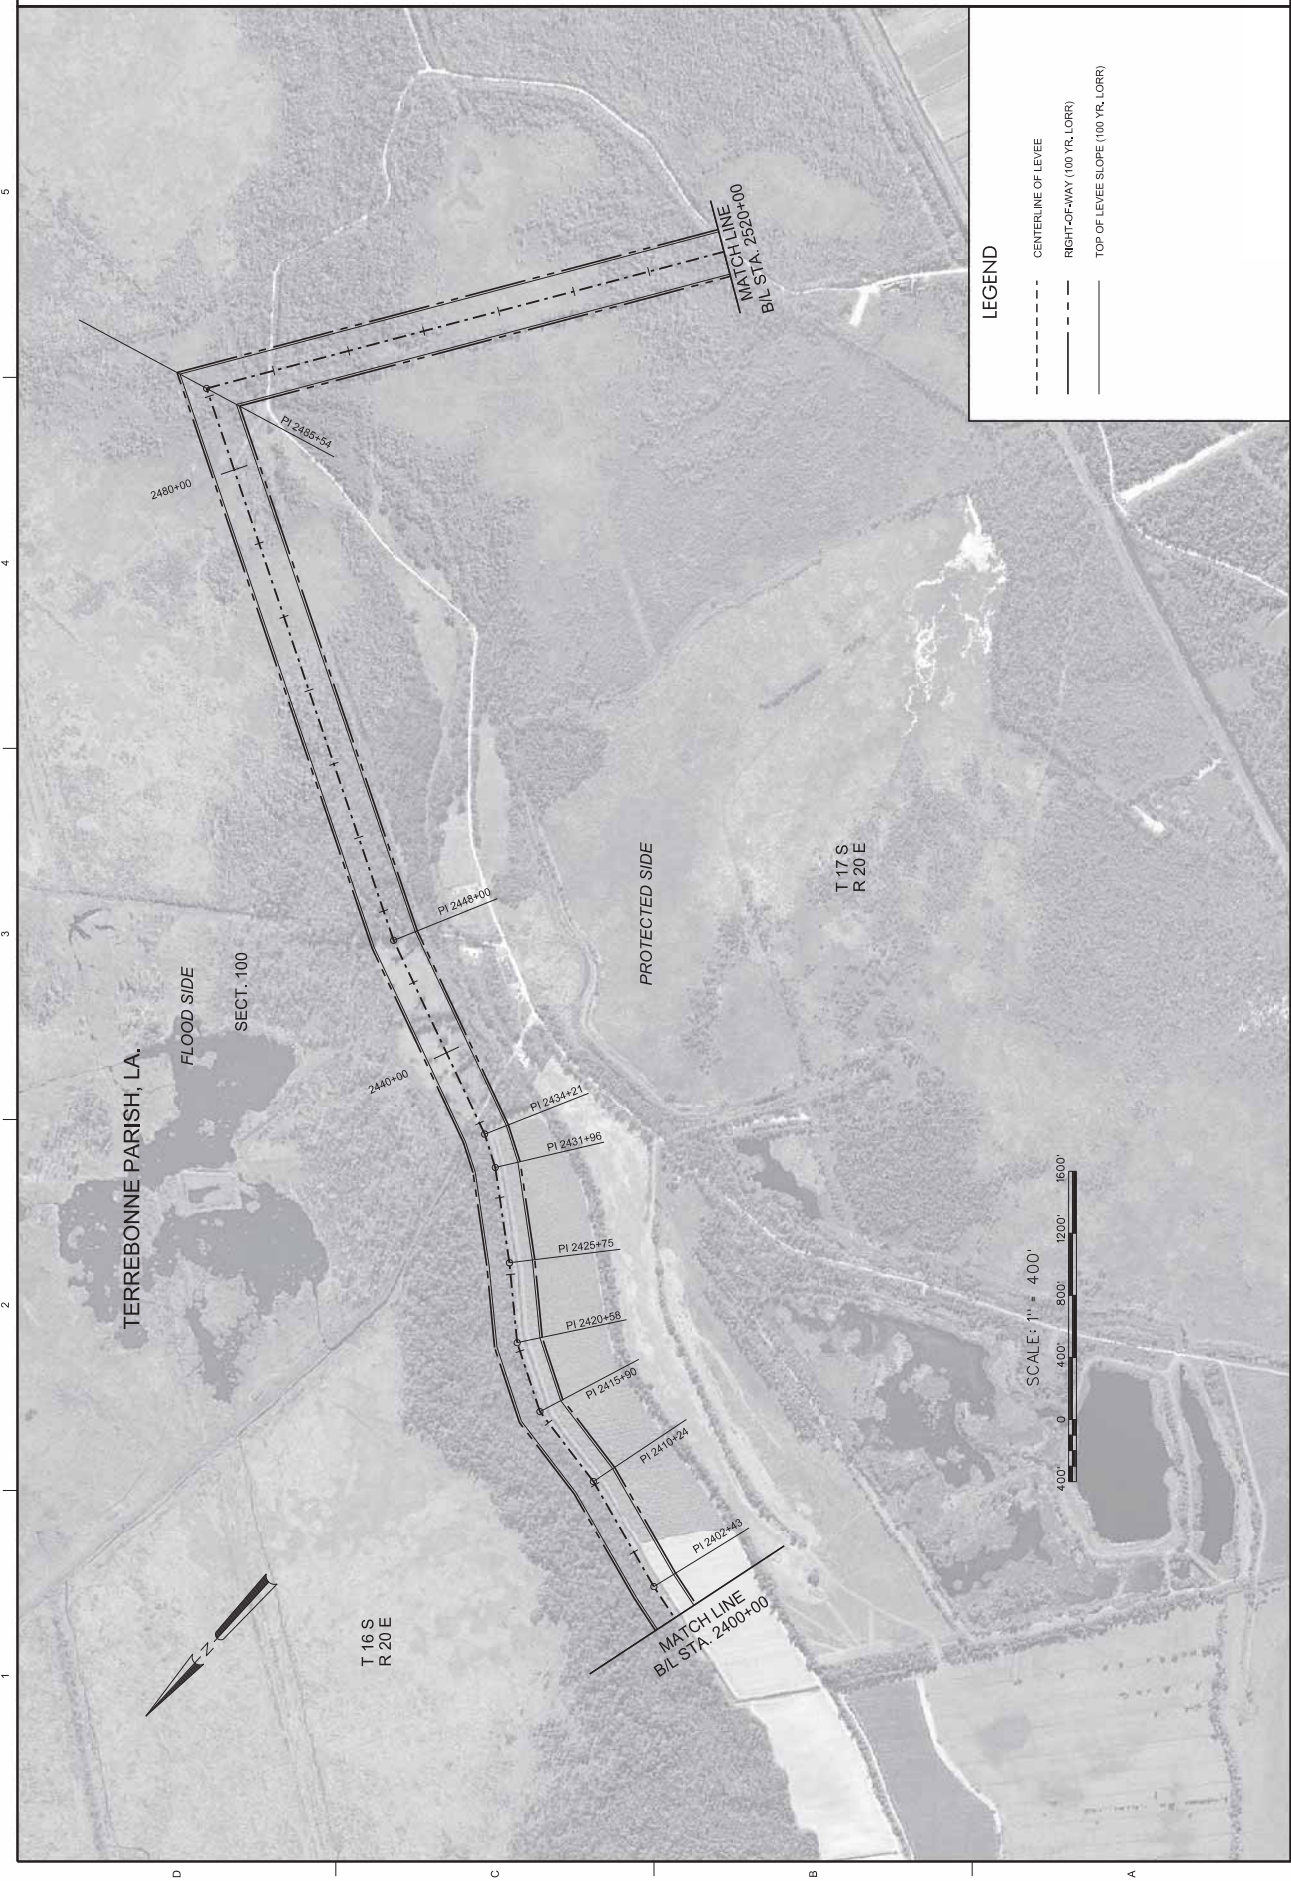 TERREBONNE PARISH, LA.
FLOOD SIDE
SECT. 100
T 16 S
R 20 E
PROTECTED SIDE
T 17 S
R 20 E
MATCH LINE
B/L STA. 2400+00
PI 2402+43
PI 2410+24
PI 2415+90
PI 2420+58
PI 2425+75
PI 2431+96
PI 2434+21
2440+00
PI 2448+00
2480+00
PI 2485+54
MATCH LINE
B/L STA. 2520+00
N
SCALE: 1" = 400'
400' 0 400' 800' 1200' 1600'
LEGEND
CENTERLINE OF LEVEE
RIGHT-OF-WAY (100 YR. LORR)
TOP OF LEVEE SLOPE (100 YR. LORR)
1
2
3
4
5
D
C
B
A